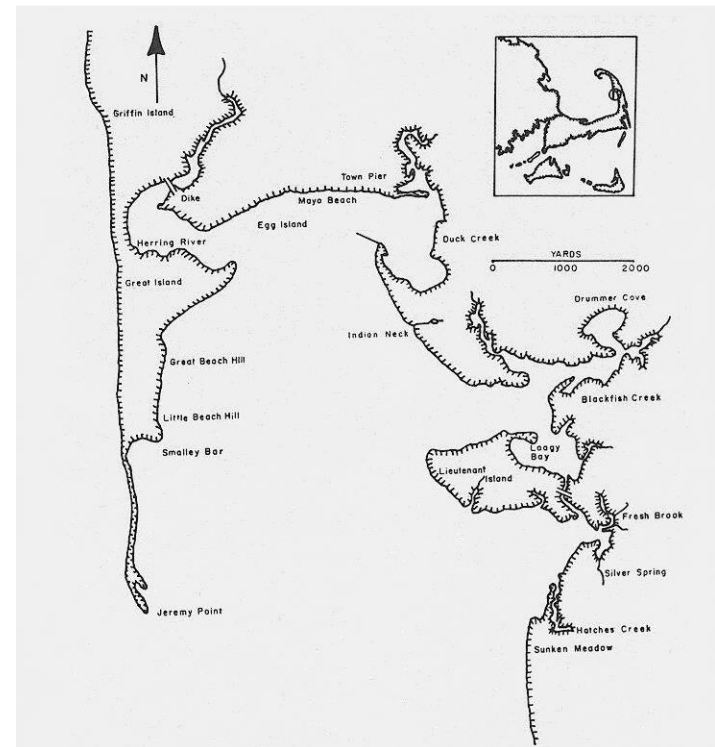 N
Griffin Island
Town Pier
Dike
Mayo Beach
Egg Island
Duck Creek
Herring River
YARDS
0 1000 2000
Great Island
Drummer Cove
Indian Neck
Great Beach Hill
Blackfish Creek
Little Beach Hill
Smalley Bar
Loagy
Bay
Lieutenant
Island
Fresh Brook
Silver Spring
Jeremy Point
Hatches Creek
Sunken Meadow